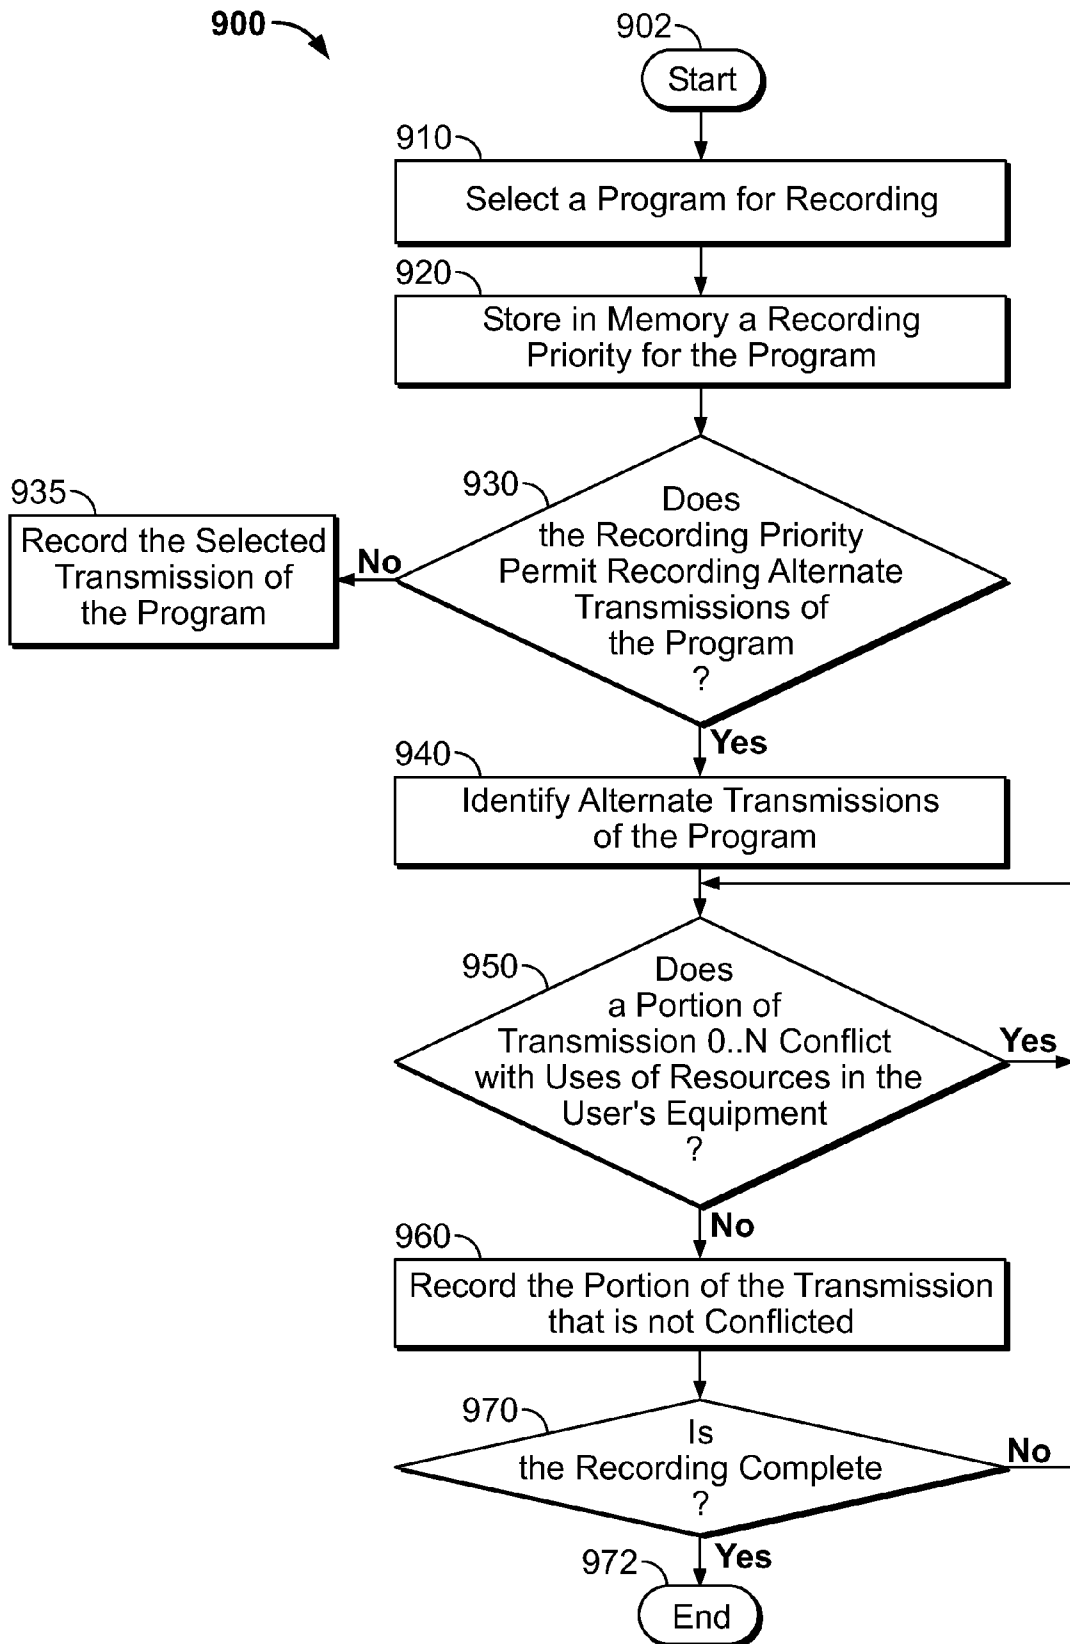 900
902
Start
910
Select a Program for Recording
920
Store in Memory a Recording
Priority for the Program
930
Does
the Recording Priority
Permit Recording Alternate
Transmissions of
the Program
?
935
Record the Selected
Transmission of
the Program
No
Yes
940
Identify Alternate Transmissions
of the Program
950
Does
a Portion of
Transmission 0..N Conflict
with Uses of Resources in the
User's Equipment
?
Yes
No
960
Record the Portion of the Transmission
that is not Conflicted
970
Is
the Recording Complete
?
No
Yes
972
End